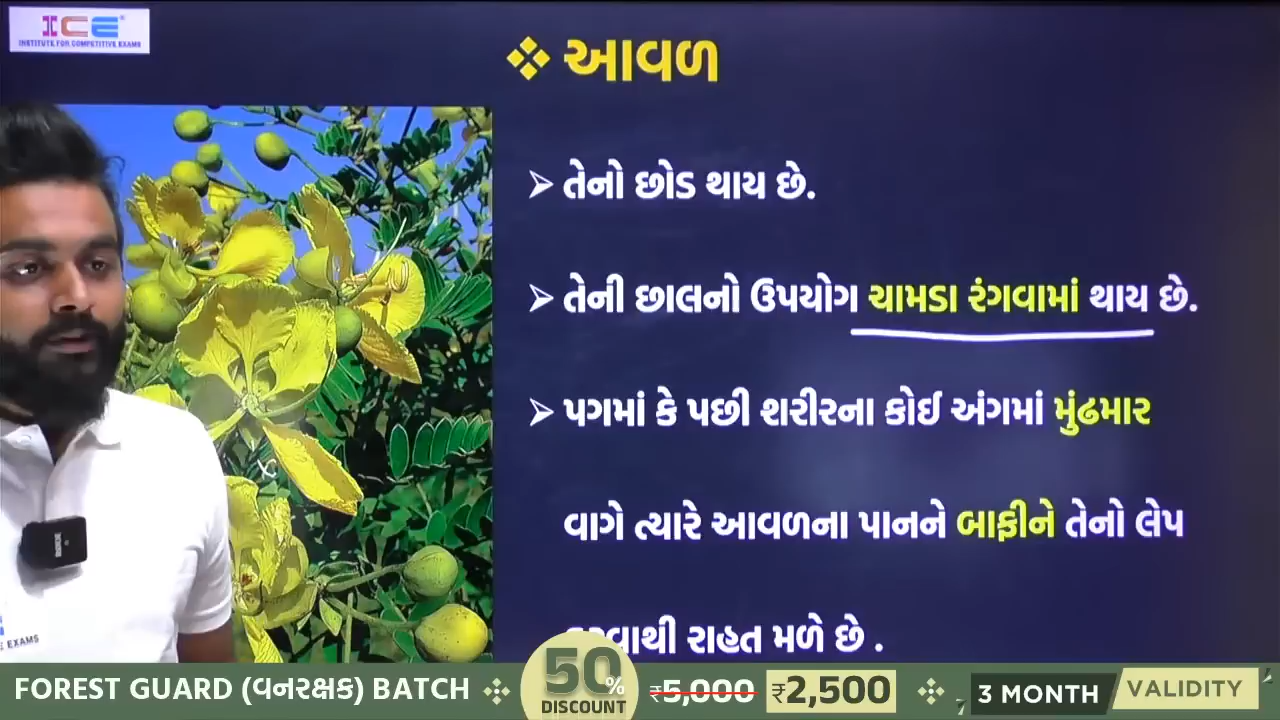 ICE
INSTITUTE FOR COMPETITIVE EXAMS
❖ આવળ
➢ તેનો છોડ થાય છે.
➢ તેની છાલનો ઉપયોગ ચામડા રંગવામાં થાય છે.
➢ પગમાં કે પછી શરીરના કોઈ અંગમાં મુંઢમાર
વાગે ત્યારે આવળના પાનને બાફીને તેનો લેપ
રાહત મળે છે .
EXAMS
FOREST GUARD (વનરક્ષક) BATCH
50% DISCOUNT
₹5,000 ₹2,500
3 MONTH VALIDITY